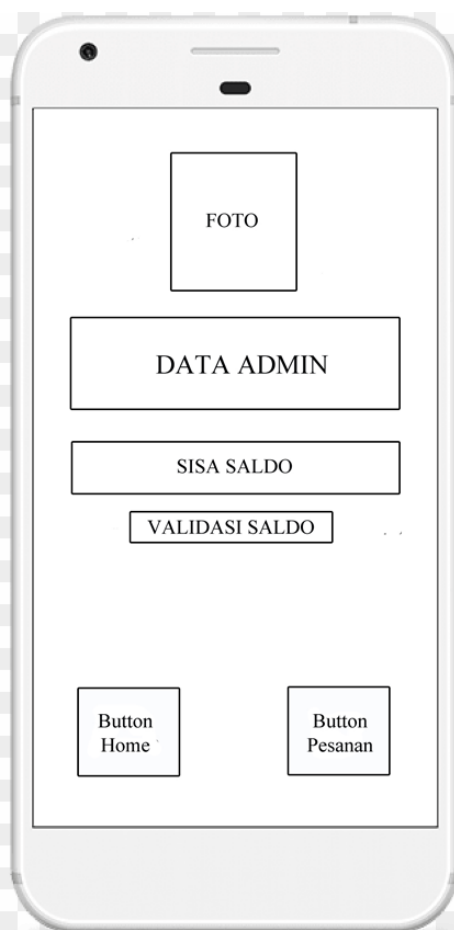 FOTO
DATA ADMIN
SISA SALDO
VALIDASI SALDO
Button
Home
Button
Pesanan